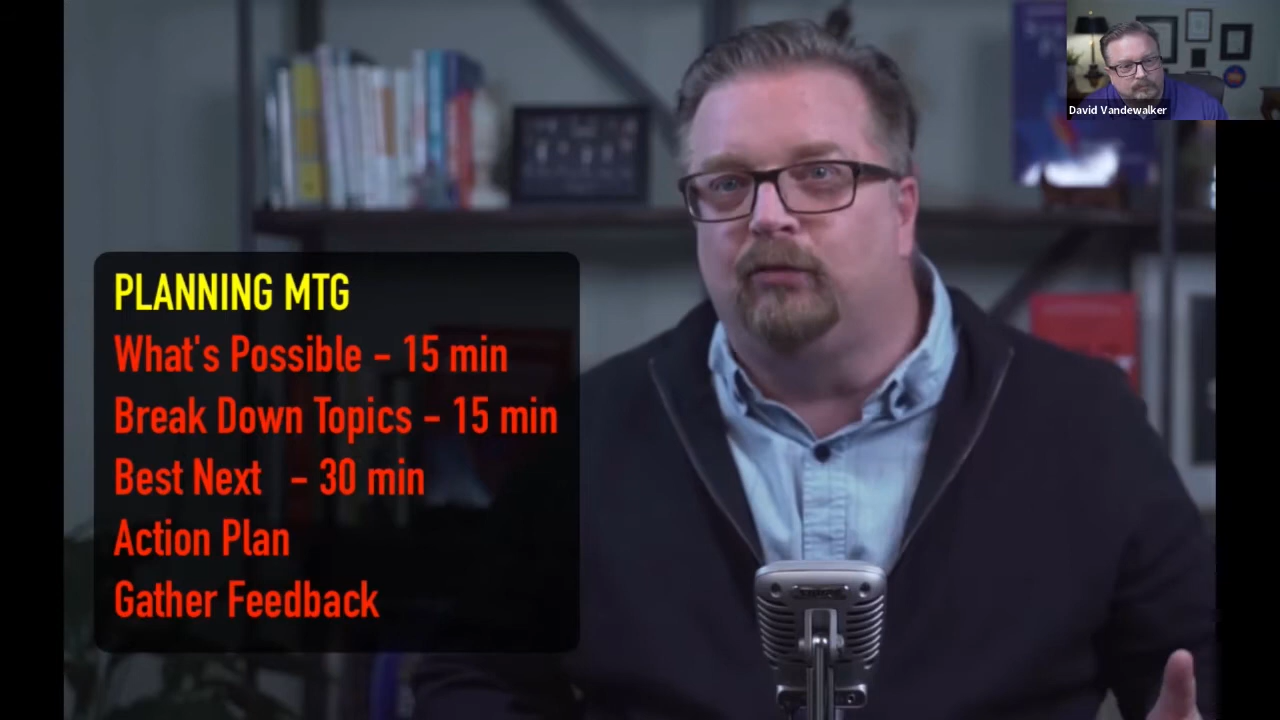 David Vandewalker
PLANNING MTG
What's Possible - 15 min
Break Down Topics - 15 min
Best Next - 30 min
Action Plan
Gather Feedback